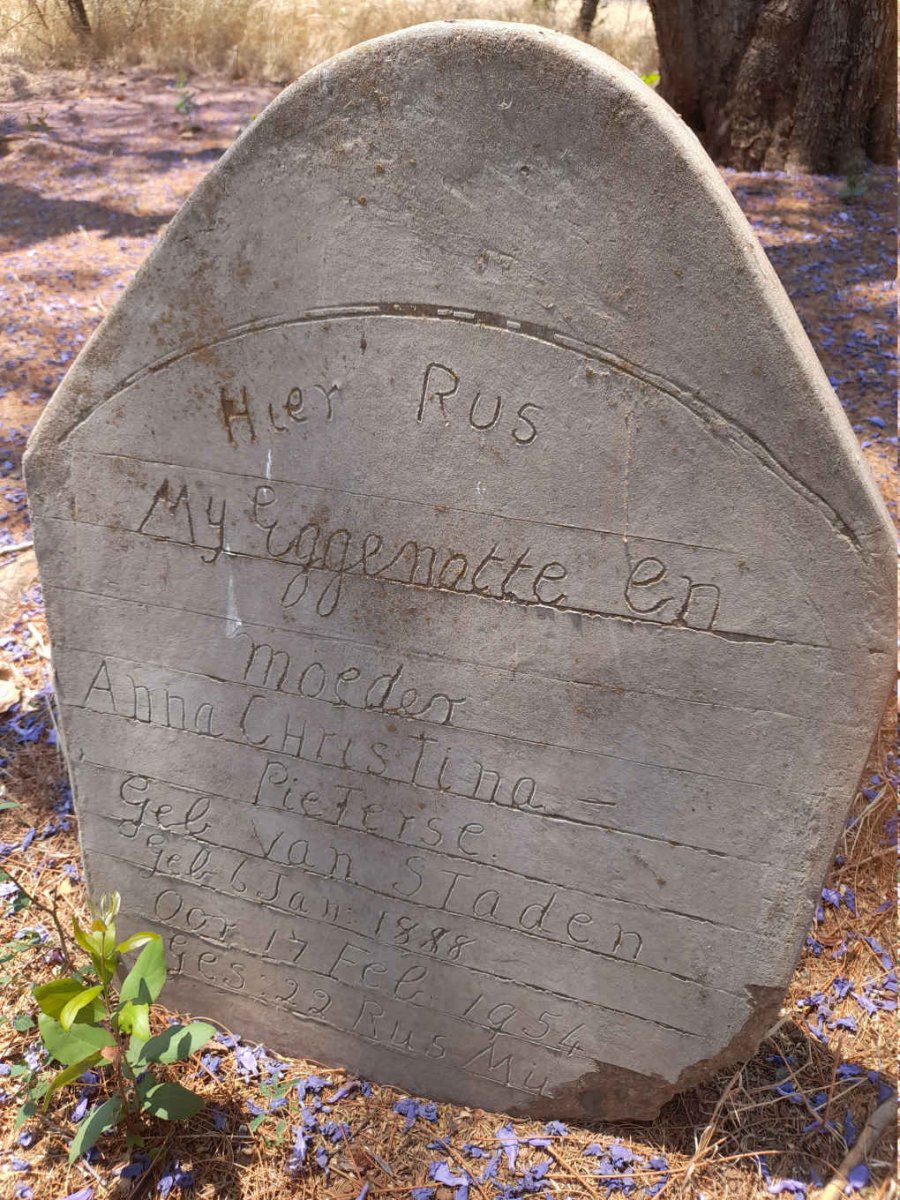 Hier Rus
My Eggenotte en
moeder
Anna Christina –
Pieterse.
Geb van Staden
Geb 6 Jan: 1888
Oor 17 Feb. 1954
Ges: 22 Rus My